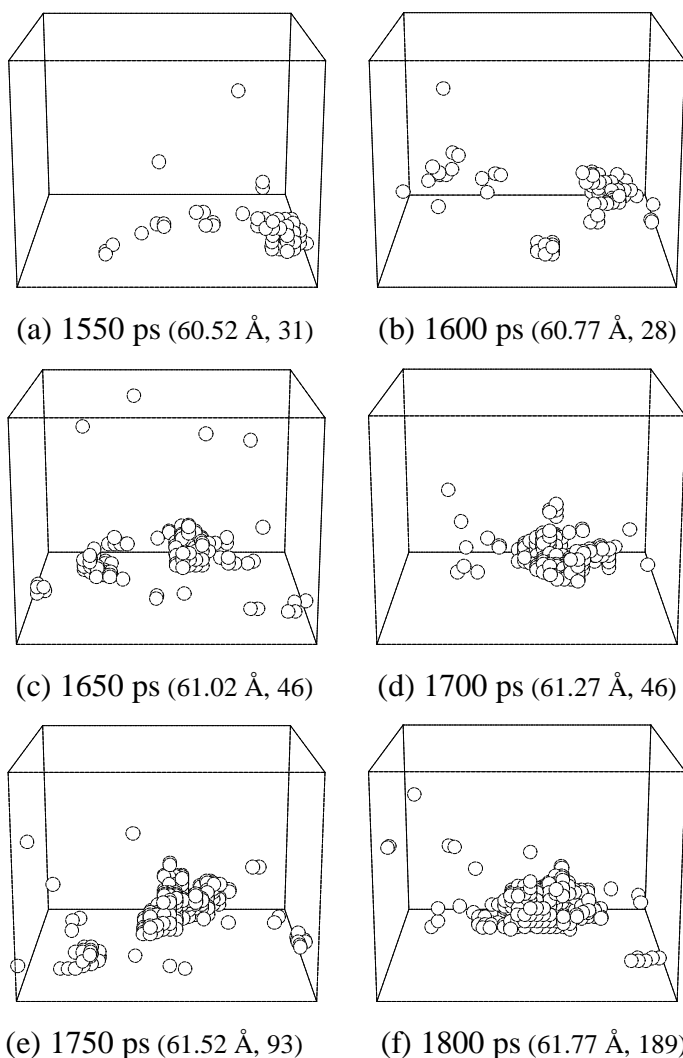 (a) 1550 ps (60.52 Å, 31)
(b) 1600 ps (60.77 Å, 28)
(c) 1650 ps (61.02 Å, 46)
(d) 1700 ps (61.27 Å, 46)
(e) 1750 ps (61.52 Å, 93)
(f) 1800 ps (61.77 Å, 189)